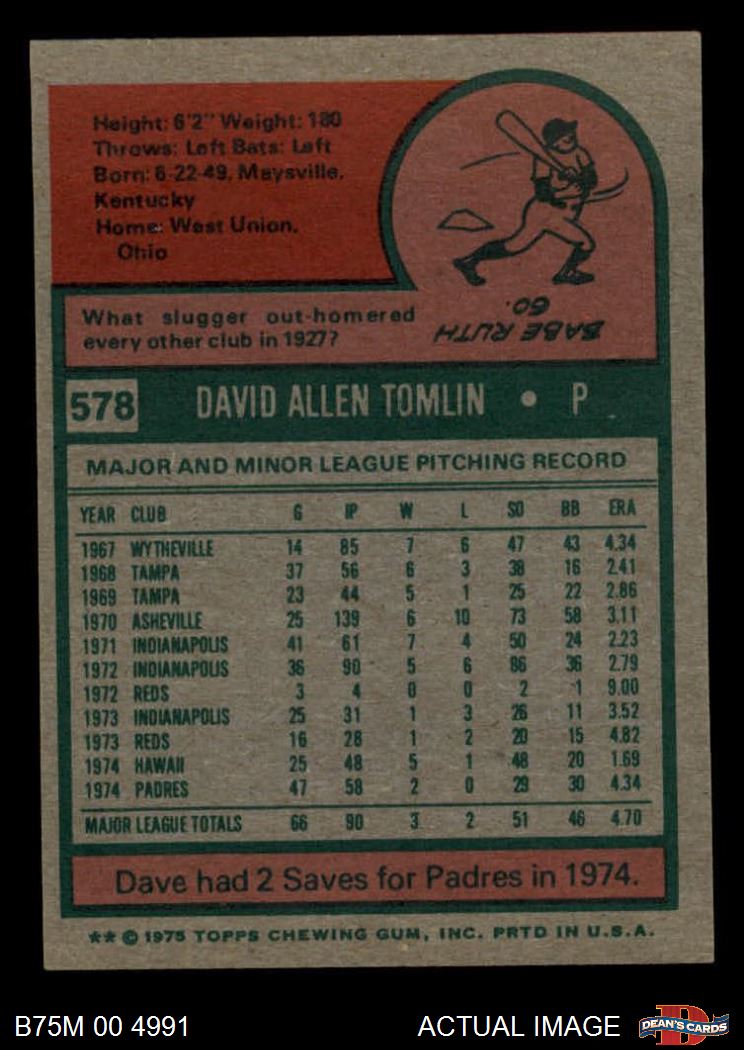 Height: 6'2" Weight: 180
Throws: Left Bats: Left
Born: 6-22-49, Maysville,
Kentucky
Home: West Union,
Ohio
What slugger out-homered
every other club in 1927?
BABE RUTH
60.
578 DAVID ALLEN TOMLIN • P
MAJOR AND MINOR LEAGUE PITCHING RECORD
YEAR CLUB G IP W L SO BB ERA
1967 WYTHEVILLE 14 85 7 6 47 43 4.34
1968 TAMPA 37 56 6 3 38 16 2.41
1969 TAMPA 23 44 5 1 25 22 2.86
1970 ASHEVILLE 25 139 6 10 73 58 3.11
1971 INDIANAPOLIS 41 61 7 4 50 24 2.23
1972 INDIANAPOLIS 36 90 5 6 86 36 2.79
1972 REDS 3 4 0 0 2 1 9.00
1973 INDIANAPOLIS 25 31 1 3 26 11 3.52
1973 REDS 16 28 1 2 20 15 4.82
1974 HAWAII 25 48 5 1 48 20 1.69
1974 PADRES 47 58 2 0 29 30 4.34
MAJOR LEAGUE TOTALS 66 90 3 2 51 46 4.70
Dave had 2 Saves for Padres in 1974.
** © 1975 TOPPS CHEWING GUM, INC. PRTD IN U.S.A.
B75M 00 4991 ACTUAL IMAGE D DEAN'S CARDS